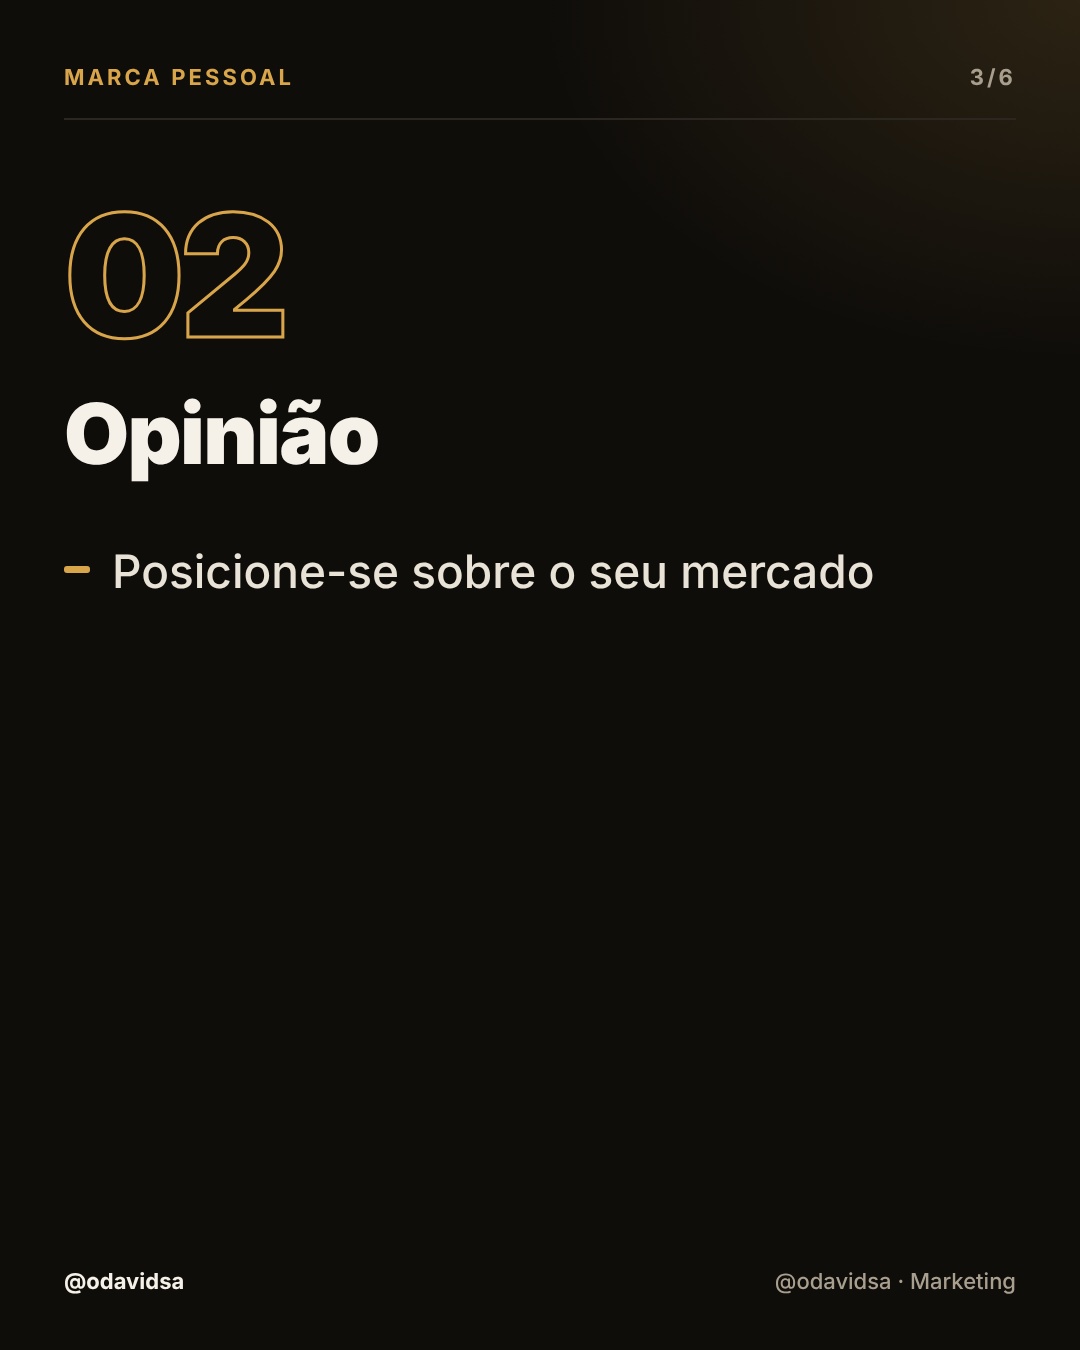 MARCA PESSOAL
3/6
02
Opinião
Posicione-se sobre o seu mercado
@odavidsa
@odavidsa · Marketing